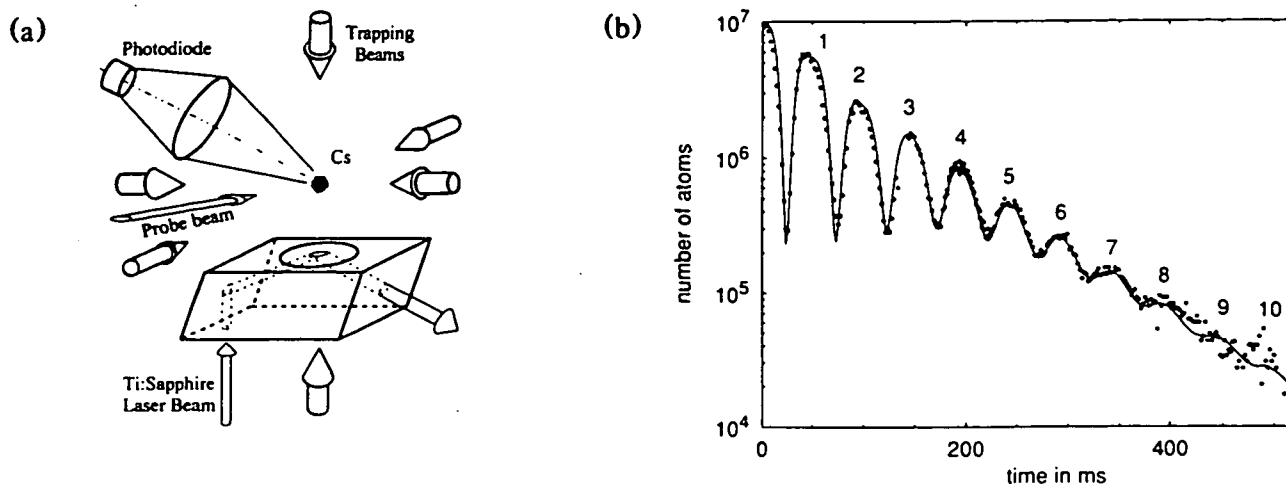 (a)
Photodiode
Trapping
Beams
Cs
Probe beam
Ti:Sapphire
Laser Beam
(b)
number of atoms
10^7
10^6
10^5
10^4
1
2
3
4
5
6
7
8
9
10
0
200
400
time in ms